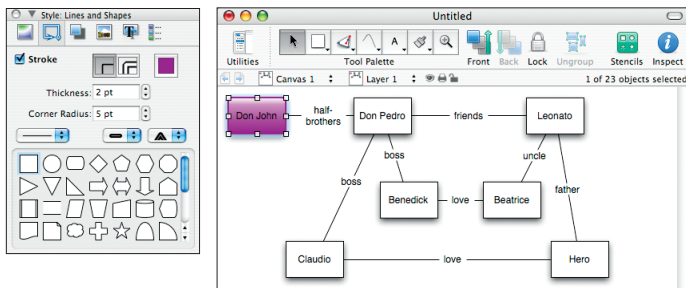 Style: Lines and Shapes
Stroke
Thickness: 2 pt
Corner Radius: 5 pt
Untitled
Utilities
A
Tool Palette
Front Back Lock Ungroup Stencils Inspect
Canvas 1 Layer 1 1 of 23 objects selected
Don John
half-
brothers
Don Pedro
friends
Leonato
boss
uncle
boss
father
Benedick
love
Beatrice
Claudio
love
Hero